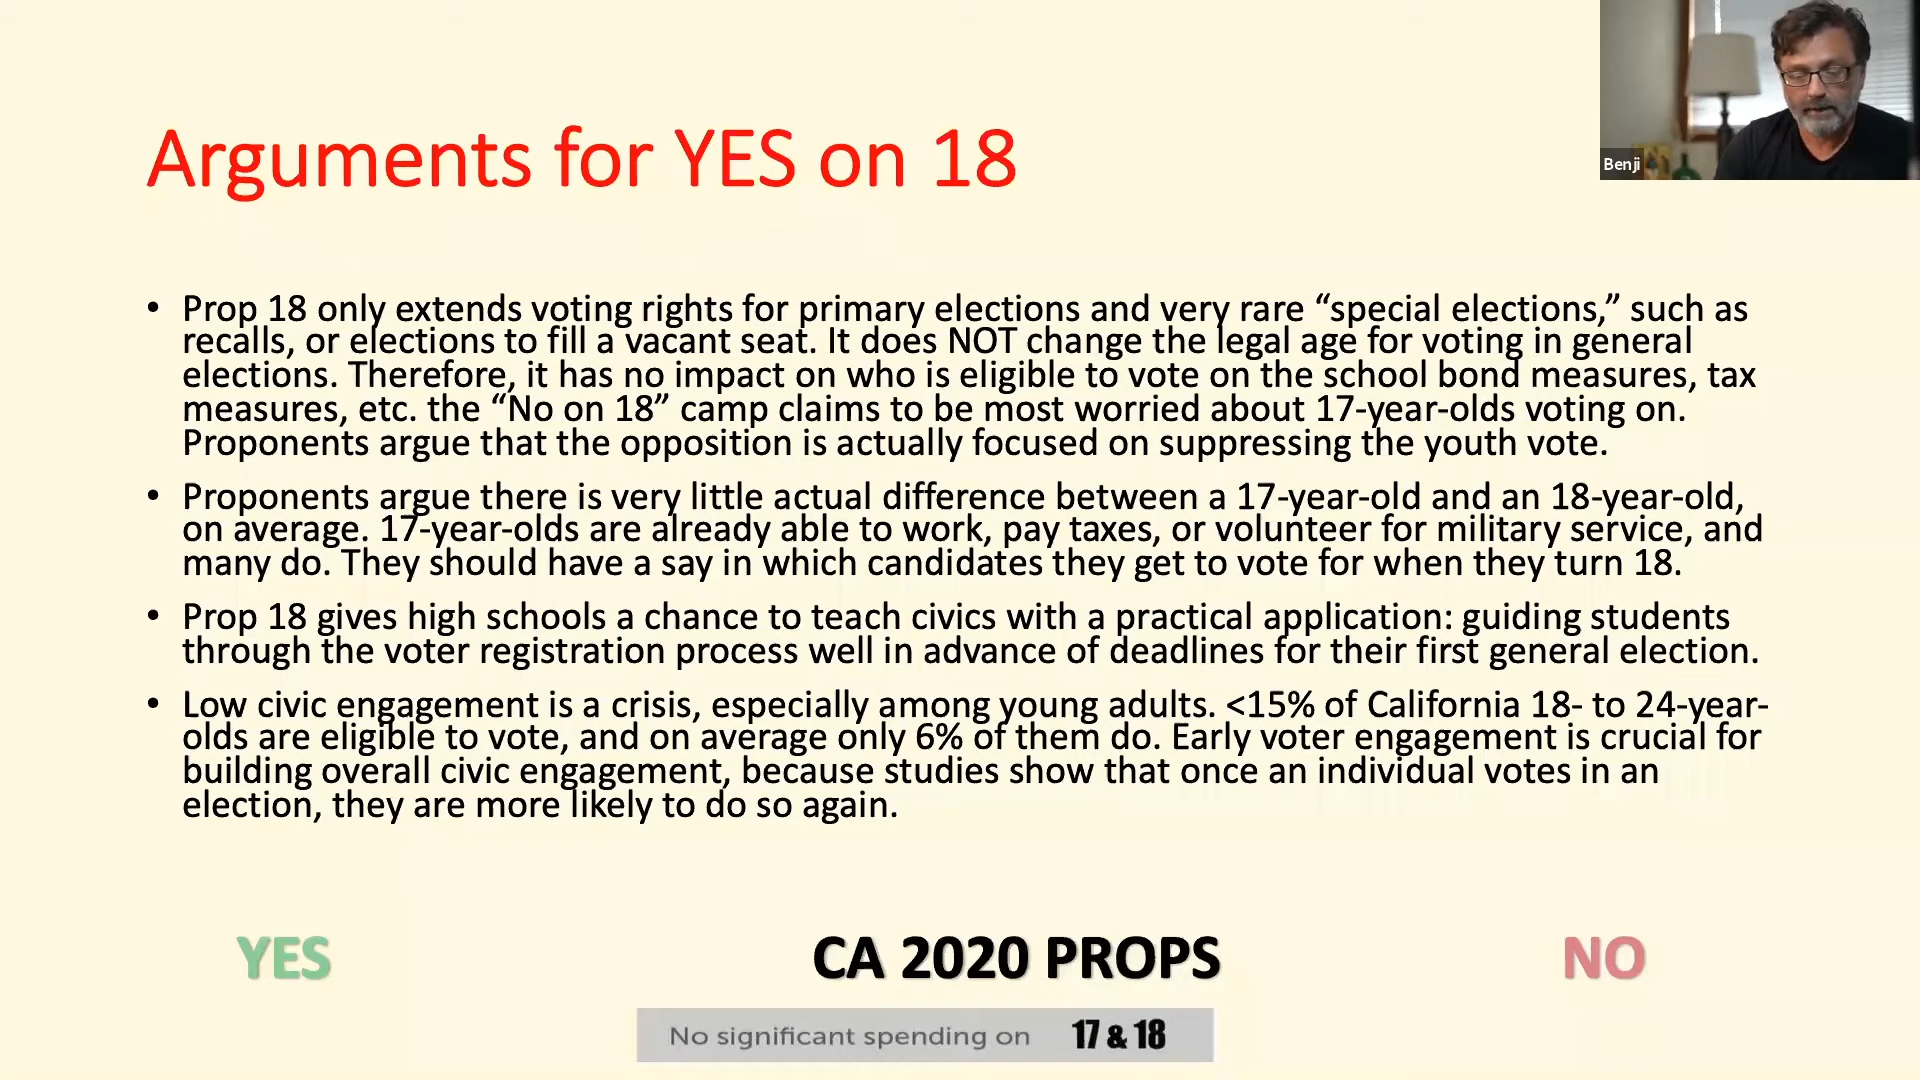 Benji
Arguments for YES on 18
• Prop 18 only extends voting rights for primary elections and very rare “special elections,” such as
recalls, or elections to fill a vacant seat. It does NOT change the legal age for voting in general
elections. Therefore, it has no impact on who is eligible to vote on the school bond measures, tax
measures, etc. the “No on 18” camp claims to be most worried about 17-year-olds voting on.
Proponents argue that the opposition is actually focused on suppressing the youth vote.
• Proponents argue there is very little actual difference between a 17-year-old and an 18-year-old,
on average. 17-year-olds are already able to work, pay taxes, or volunteer for military service, and
many do. They should have a say in which candidates they get to vote for when they turn 18.
• Prop 18 gives high schools a chance to teach civics with a practical application: guiding students
through the voter registration process well in advance of deadlines for their first general election.
• Low civic engagement is a crisis, especially among young adults. <15% of California 18- to 24-year-
olds are eligible to vote, and on average only 6% of them do. Early voter engagement is crucial for
building overall civic engagement, because studies show that once an individual votes in an
election, they are more likely to do so again.
YES CA 2020 PROPS NO
No significant spending on 17 & 18